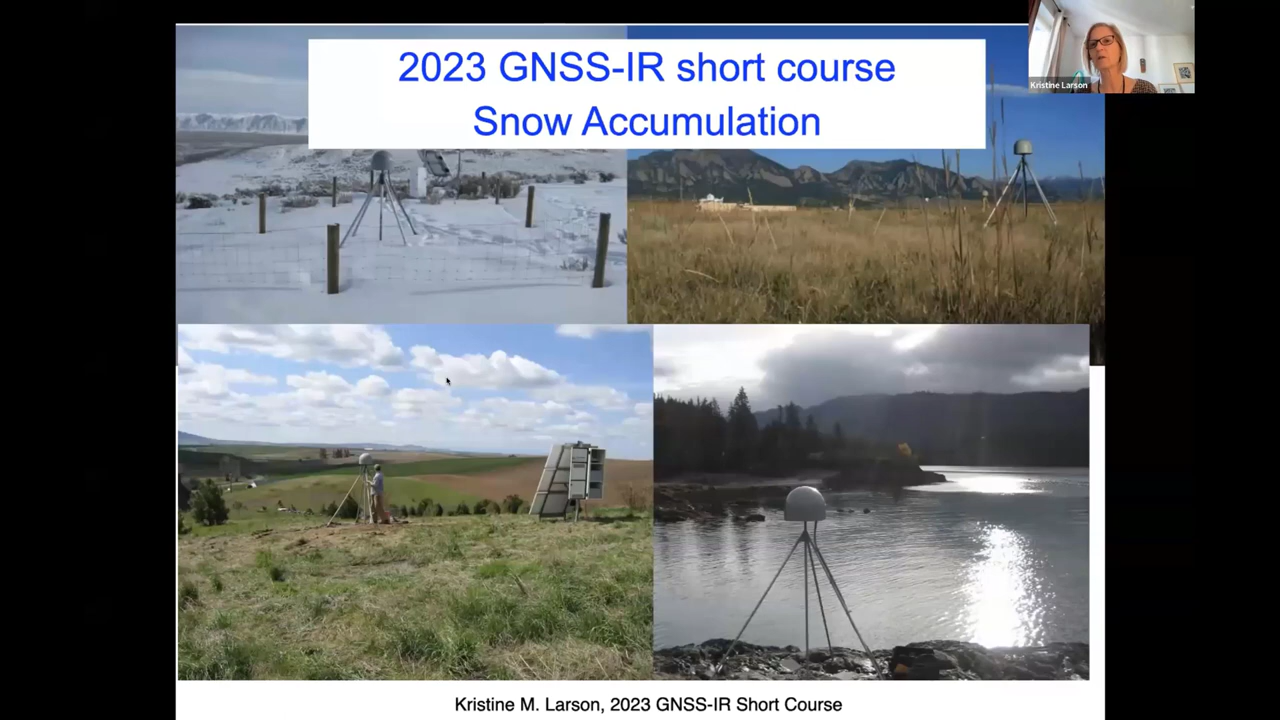 2023 GNSS-IR short course
Snow Accumulation
Kristine Larson
Kristine M. Larson, 2023 GNSS-IR Short Course